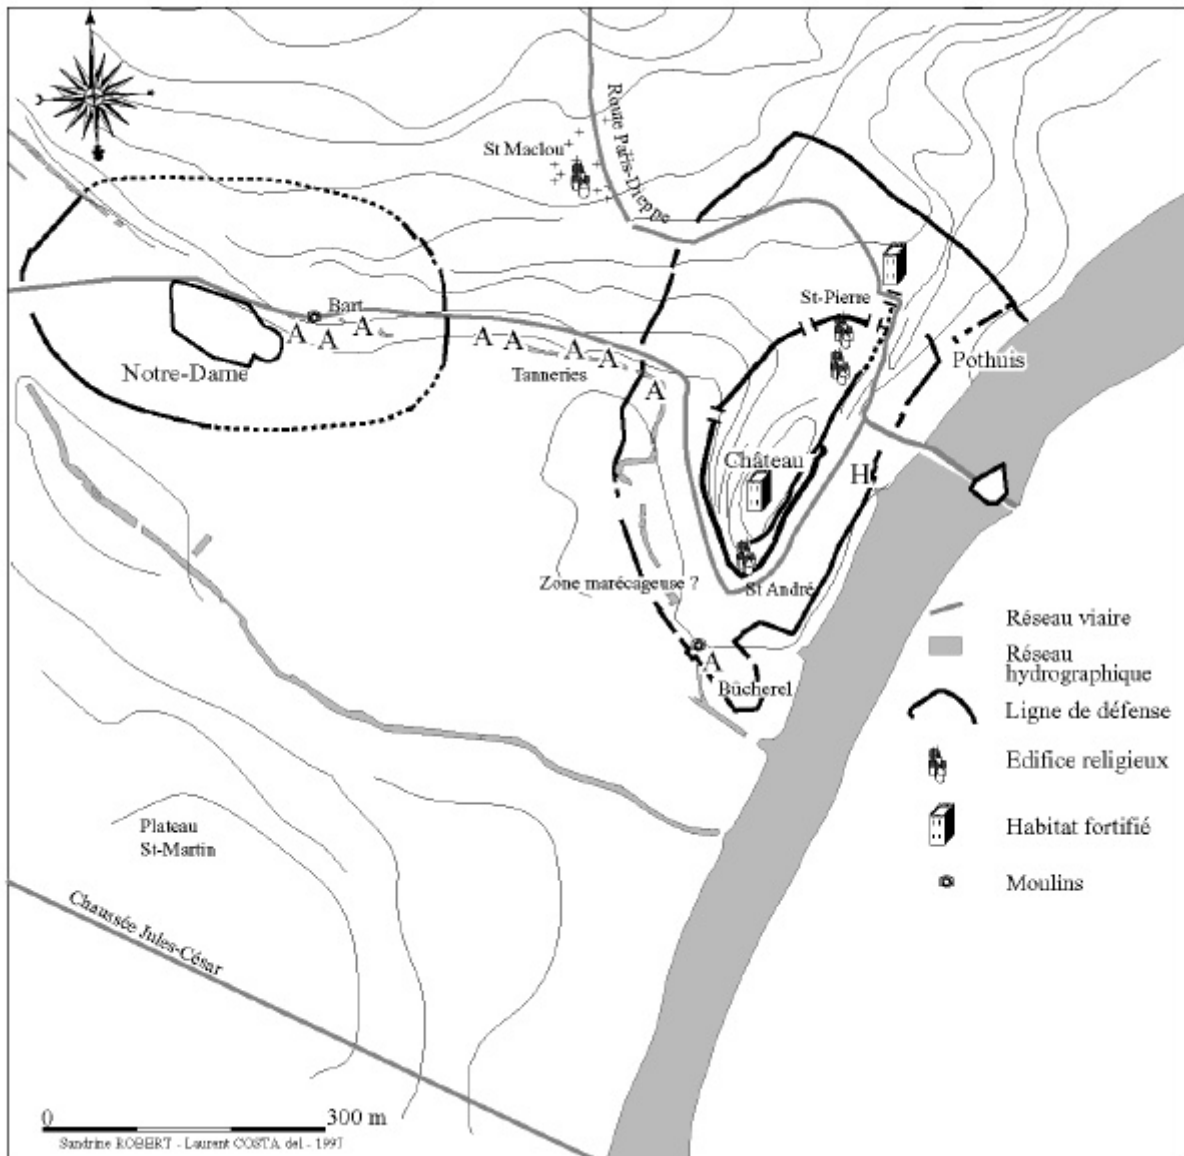 St Maclou
Route Paris-Dieppe
St-Pierre
Bart
A
A
A
A
A
A
A
Pothuis
Notre-Dame
Tanneries
A
Château
H
Zone marécageuse ?
St André
A
Bûcherel
Réseau viaire
Réseau
hydrographique
Ligne de défense
Edifice religieux
Habitat fortifié
Moulins
Plateau
St-Martin
Chaussée Jules-César
0
300 m
Sandrine ROBERT - Laurent COSTA del - 1997